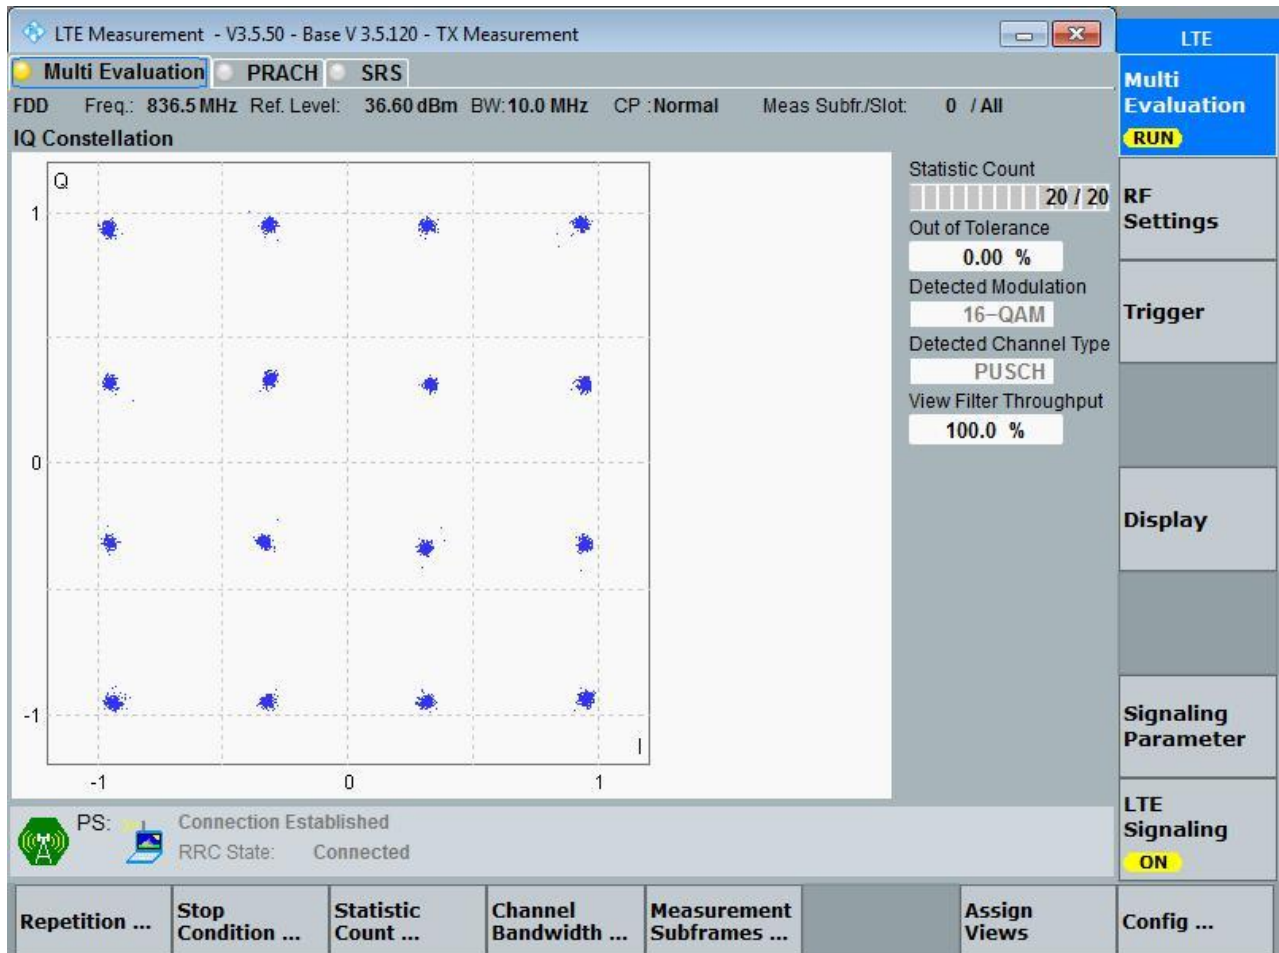 LTE Measurement - V3.5.50 - Base V 3.5.120 - TX Measurement
LTE
Multi Evaluation PRACH SRS
FDD Freq.: 836.5 MHz Ref. Level: 36.60 dBm BW: 10.0 MHz CP :Normal Meas Subfr./Slot: 0 / All
IQ Constellation
Q
1
0
-1
-1 0 1
I
Statistic Count
20 / 20
Out of Tolerance
0.00 %
Detected Modulation
16-QAM
Detected Channel Type
PUSCH
View Filter Throughput
100.0 %
Multi
Evaluation
RUN
RF
Settings
Trigger
Display
Signaling
Parameter
LTE
Signaling
ON
PS: Connection Established
RRC State: Connected
Repetition ...
Stop
Condition ...
Statistic
Count ...
Channel
Bandwidth ...
Measurement
Subframes ...
Assign
Views
Config ...